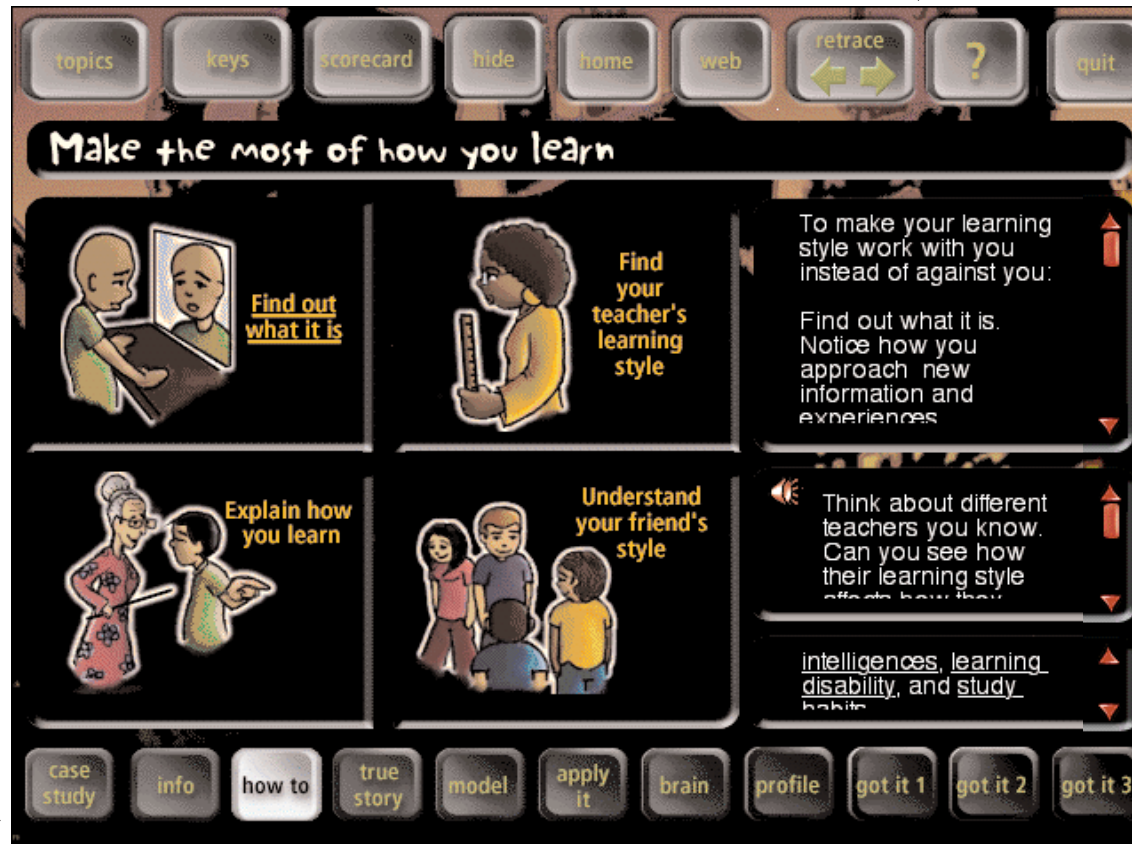 topics
keys
scorecard
hide
home
web
retrace
?
quit
Make the most of how you learn
Find out
what it is
Find
your
teacher's
learning
style
Explain how
you learn
Understand
your friend's
style
To make your learning
style work with you
instead of against you:
Find out what it is.
Notice how you
approach new
information and
experiences
Think about different
teachers you know.
Can you see how
their learning style
affects how they
intelligences, learning
disability, and study
habits
case
study
info
how to
true
story
model
apply
it
brain
profile
got it 1
got it 2
got it 3